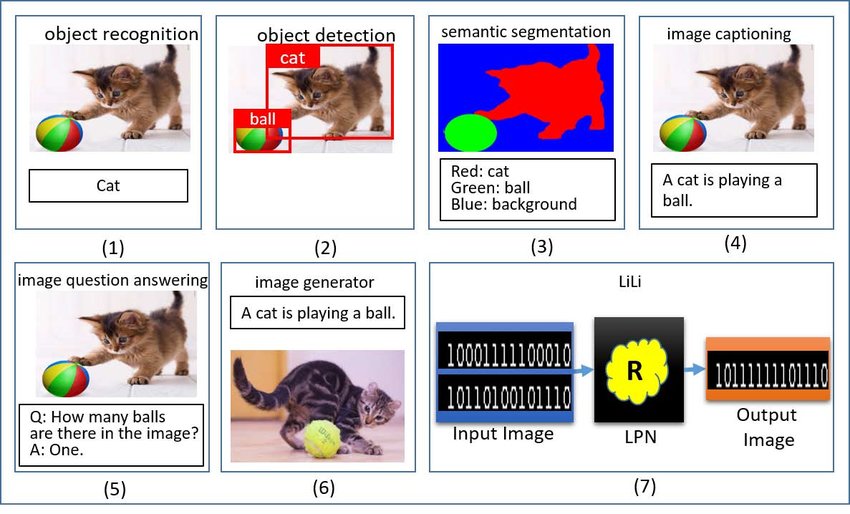 object recognition
Cat
(1)
object detection
cat
ball
(2)
semantic segmentation
Red: cat
Green: ball
Blue: background
(3)
image captioning
A cat is playing a
ball.
(4)
image question answering
Q: How many balls
are there in the image?
A: One.
(5)
image generator
A cat is playing a ball.
(6)
LiLi
10001111100010
10110100101110
Input Image
R
LPN
10111111101110
Output
Image
(7)